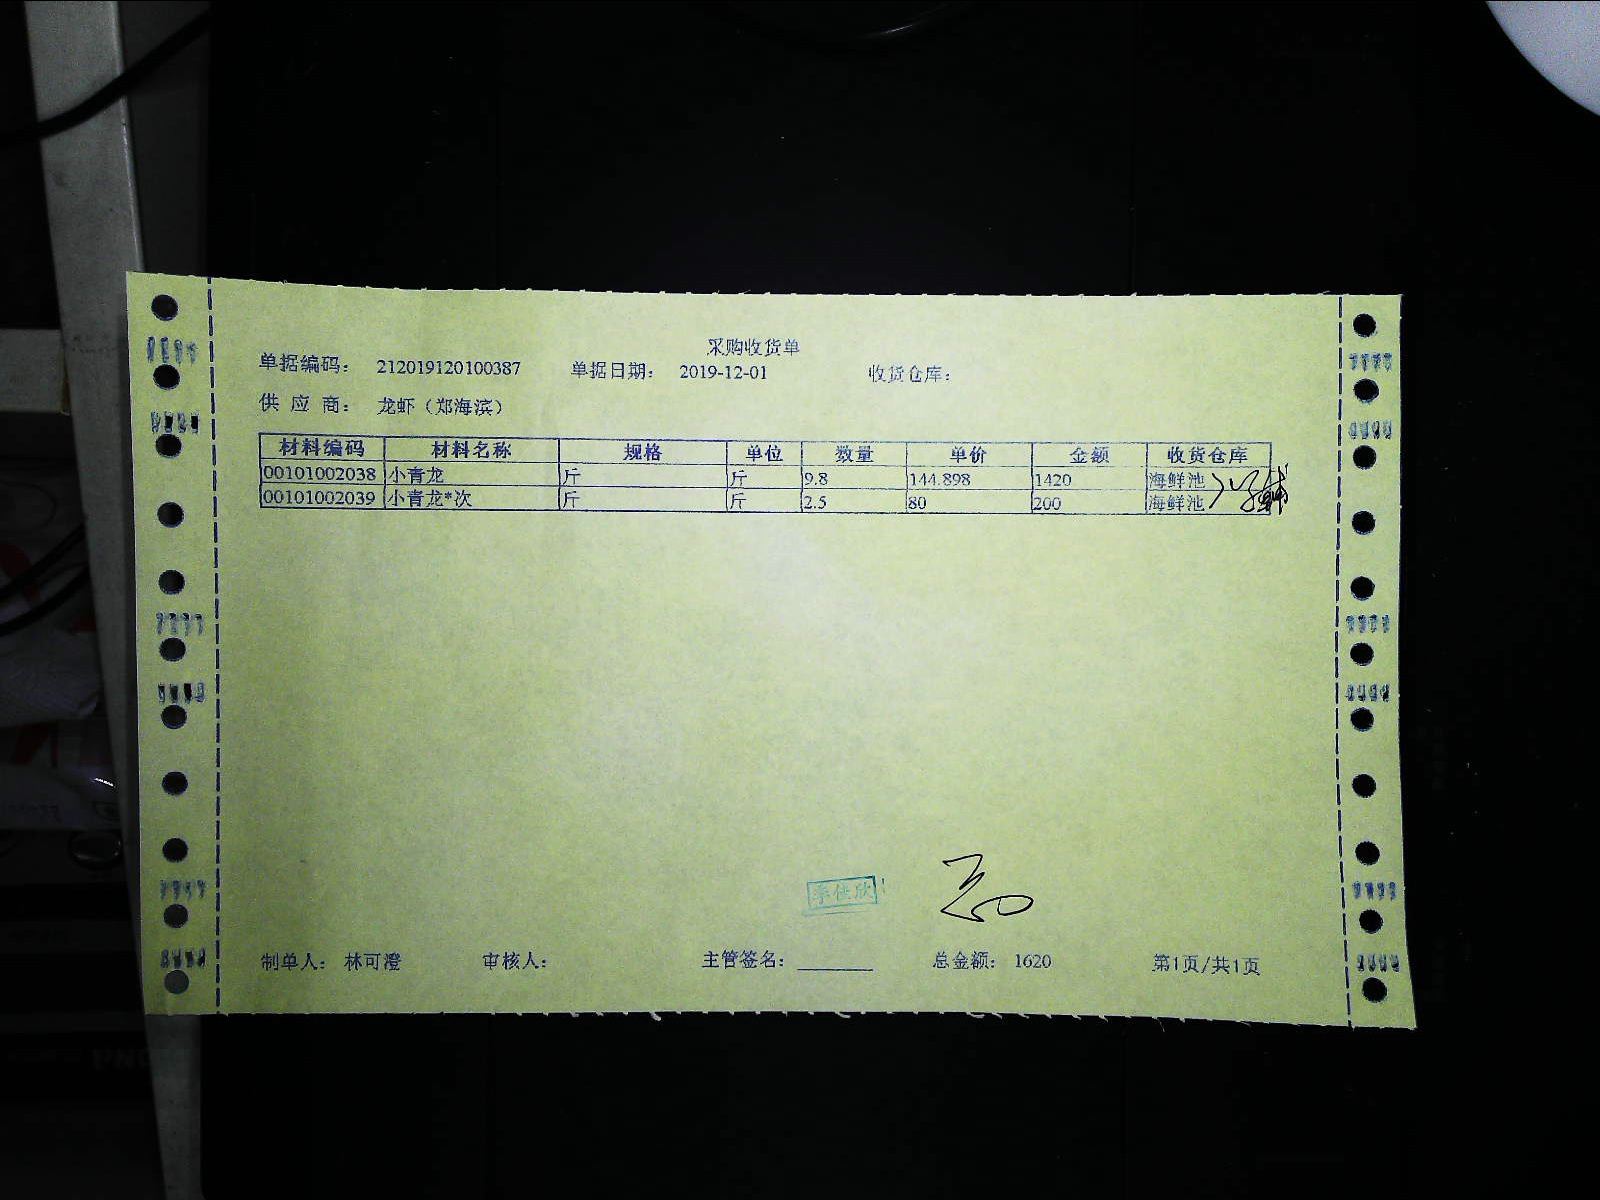 采购收货单
单据编码： 212019120100387 单据日期： 2019-12-01 收货仓库：
供 应 商： 龙虾（郑海滨）
材料编码 材料名称 规格 单位 数量 单价 金额 收货仓库
00101002038 小青龙 斤 斤 9.8 144.898 1420 海鲜池
00101002039 小青龙*次 斤 斤 2.5 80 200 海鲜池
制单人： 林可澄 审核人： 主管签名： 总金额： 1620 第1页/共1页